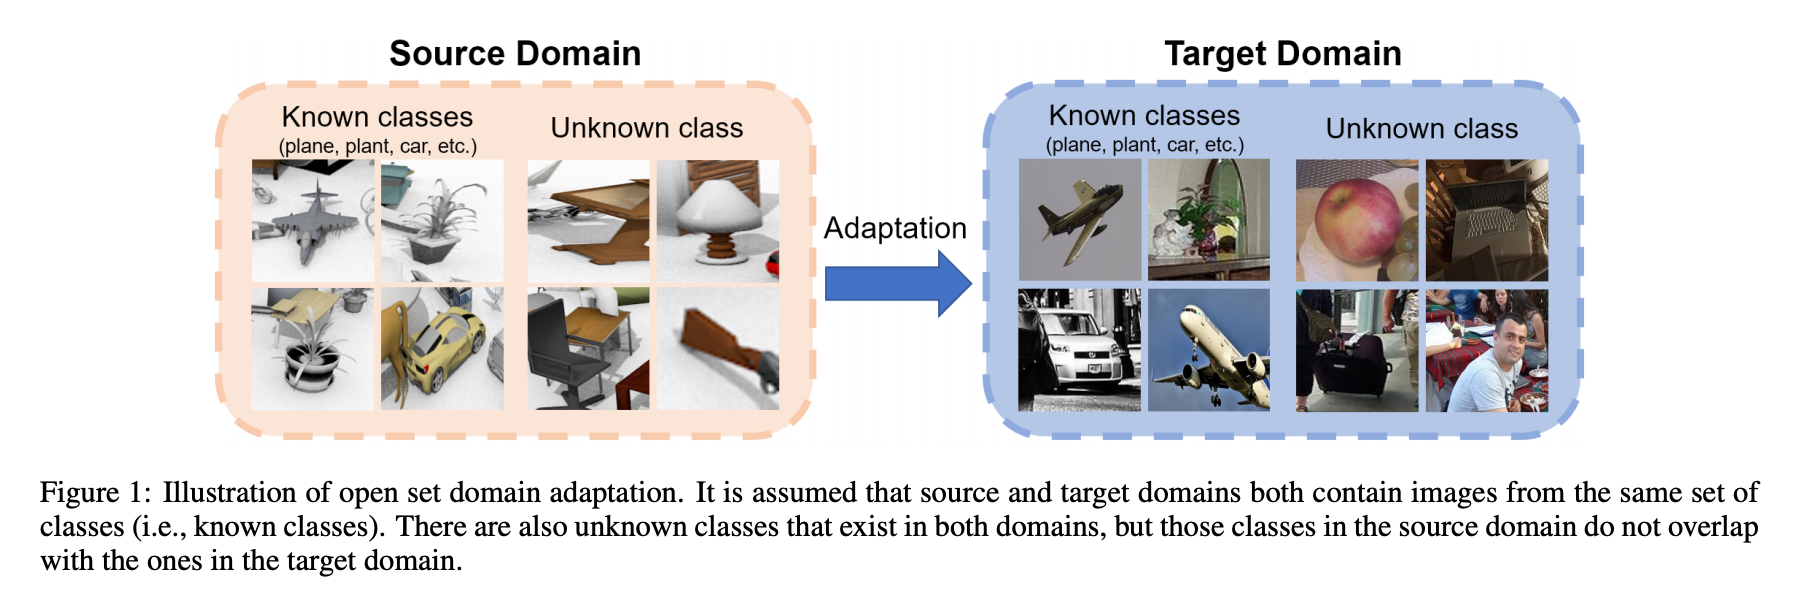 Source Domain
Target Domain
Known classes
(plane, plant, car, etc.)
Unknown class
Adaptation
Known classes
(plane, plant, car, etc.)
Unknown class
Figure 1: Illustration of open set domain adaptation. It is assumed that source and target domains both contain images from the same set of
classes (i.e., known classes). There are also unknown classes that exist in both domains, but those classes in the source domain do not overlap
with the ones in the target domain.